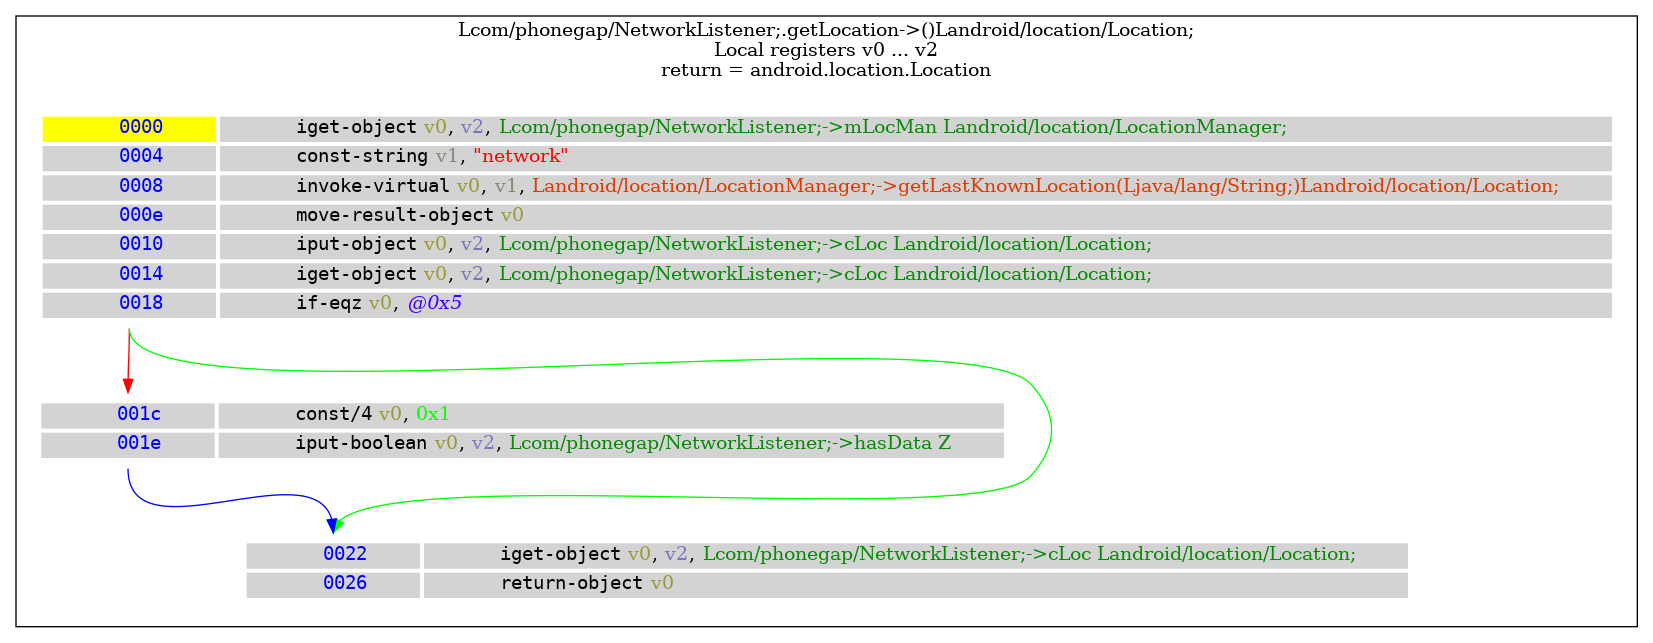 Lcom/phonegap/NetworkListener;.getLocation->()Landroid/location/Location;
Local registers v0 ... v2
return = android.location.Location
0000 iget-object v0, v2, Lcom/phonegap/NetworkListener;->mLocMan Landroid/location/LocationManager;
0004 const-string v1, "network"
0008 invoke-virtual v0, v1, Landroid/location/LocationManager;->getLastKnownLocation(Ljava/lang/String;)Landroid/location/Location;
000e move-result-object v0
0010 iput-object v0, v2, Lcom/phonegap/NetworkListener;->cLoc Landroid/location/Location;
0014 iget-object v0, v2, Lcom/phonegap/NetworkListener;->cLoc Landroid/location/Location;
0018 if-eqz v0, @0x5
001c const/4 v0, 0x1
001e iput-boolean v0, v2, Lcom/phonegap/NetworkListener;->hasData Z
0022 iget-object v0, v2, Lcom/phonegap/NetworkListener;->cLoc Landroid/location/Location;
0026 return-object v0